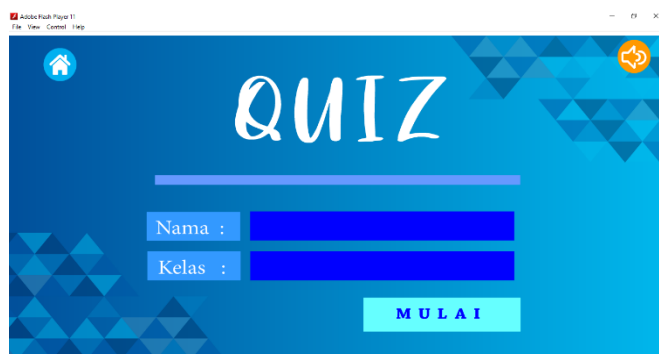 Adobe Flash Player 11
File View Control Help
QUIZ
Nama :
Kelas :
MULAI